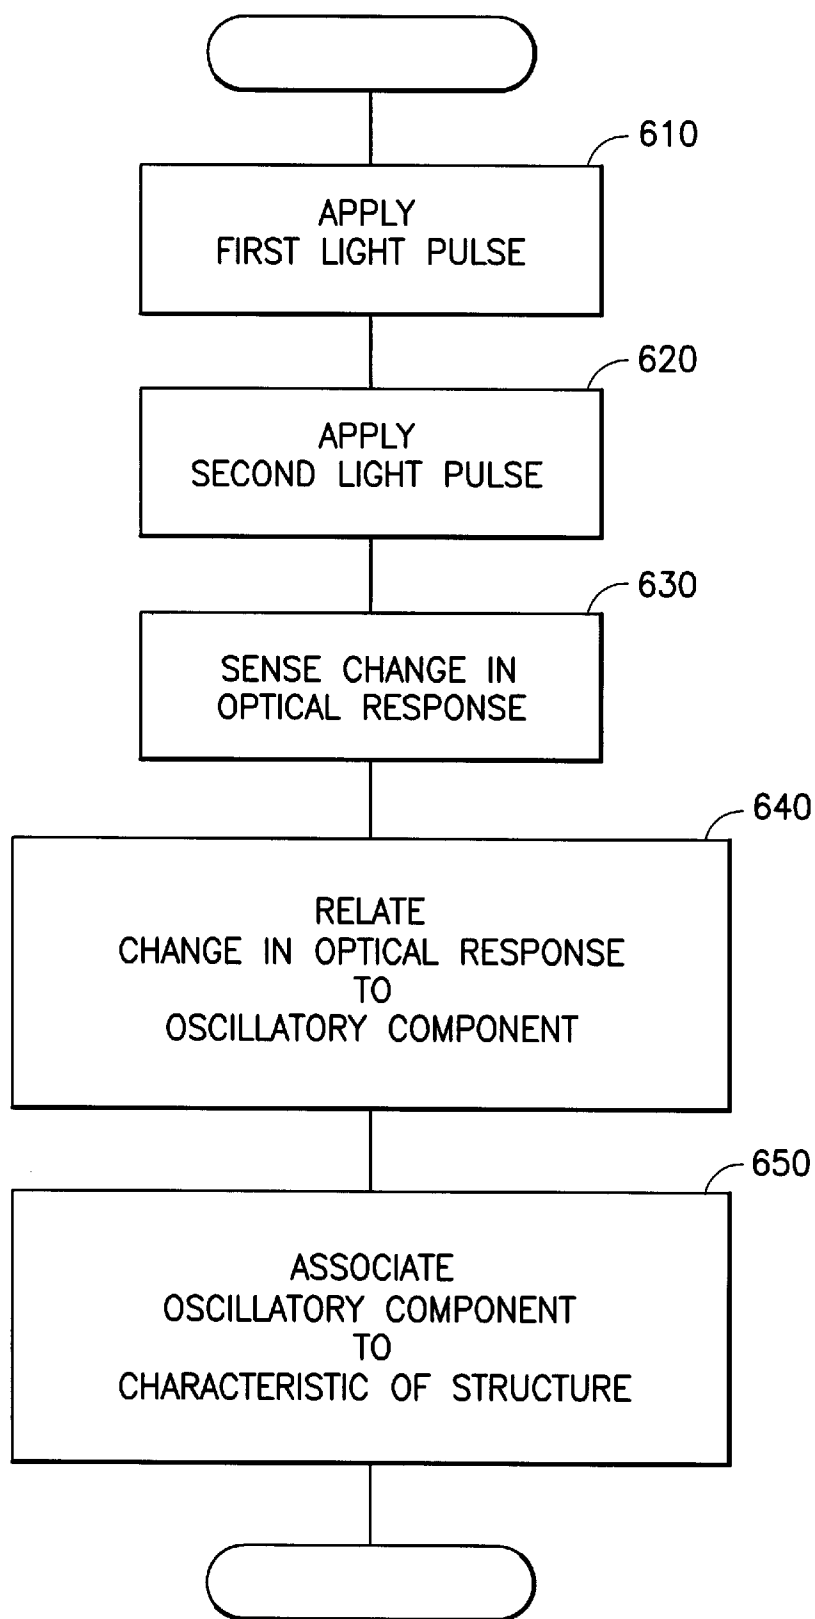 610
APPLY
FIRST LIGHT PULSE
620
APPLY
SECOND LIGHT PULSE
630
SENSE CHANGE IN
OPTICAL RESPONSE
640
RELATE
CHANGE IN OPTICAL RESPONSE
TO
OSCILLATORY COMPONENT
650
ASSOCIATE
OSCILLATORY COMPONENT
TO
CHARACTERISTIC OF STRUCTURE